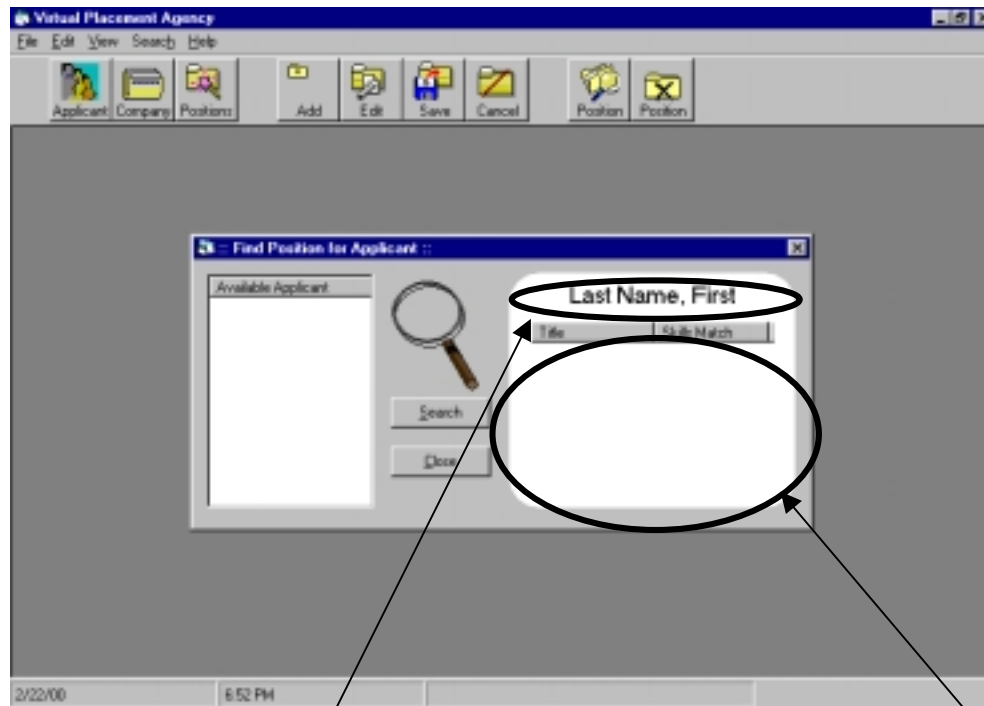 Virtual Placement Agency
File Edit View Search Help
Applicant Company Positions Add Edit Save Cancel Position Position
:: Find Position for Applicant ::
Available Applicant
Last Name, First
Title Skills Match
Search
Close
2/22/00 6:52 PM